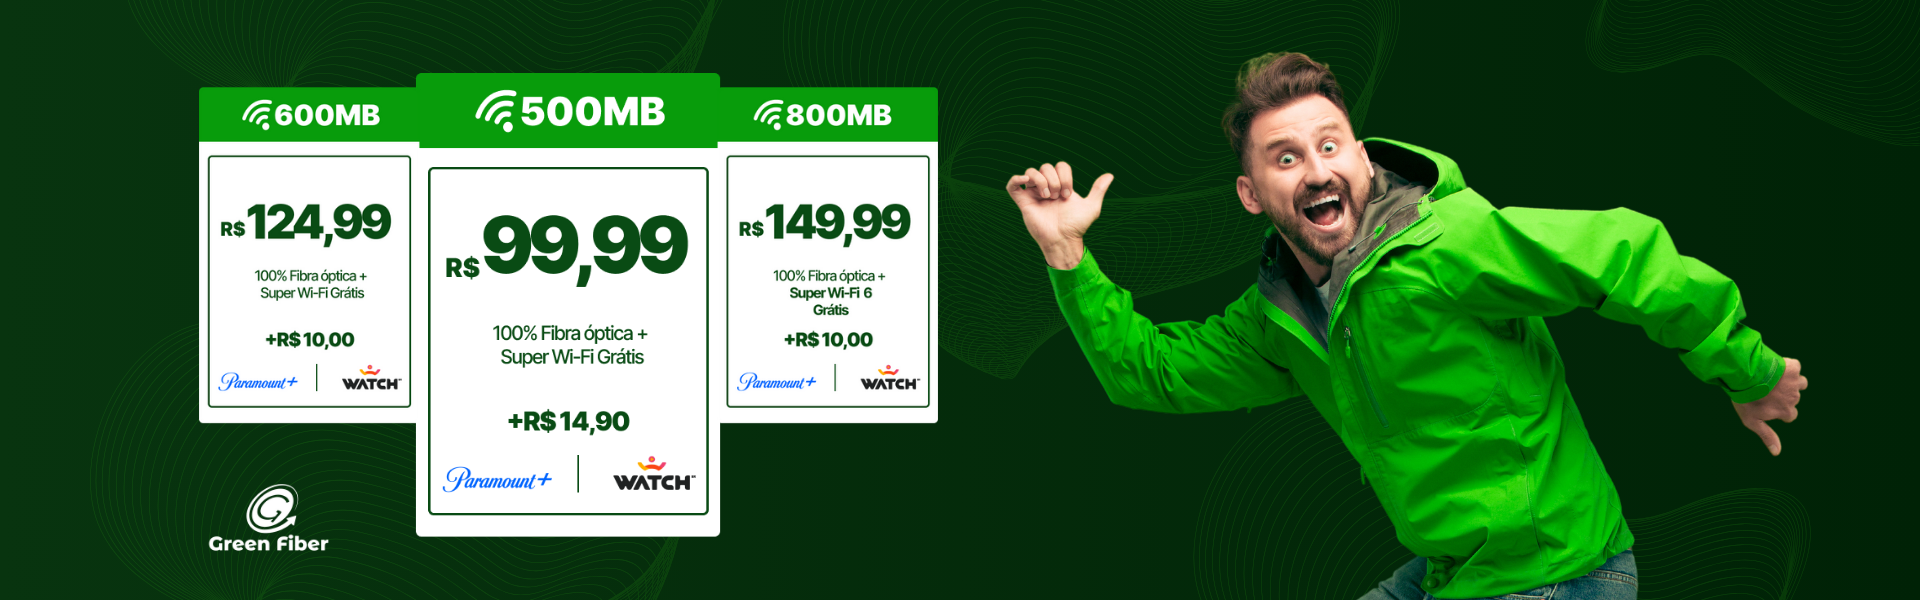 600MB
R$124,99
100% Fibra óptica +
Super Wi-Fi Grátis
+R$ 10,00
Paramount+
WATCH
500MB
R$99,99
100% Fibra óptica +
Super Wi-Fi Grátis
+R$ 14,90
Paramount+
WATCH
800MB
R$149,99
100% Fibra óptica +
Super Wi-Fi 6
Grátis
+R$ 10,00
Paramount+
WATCH
Green Fiber